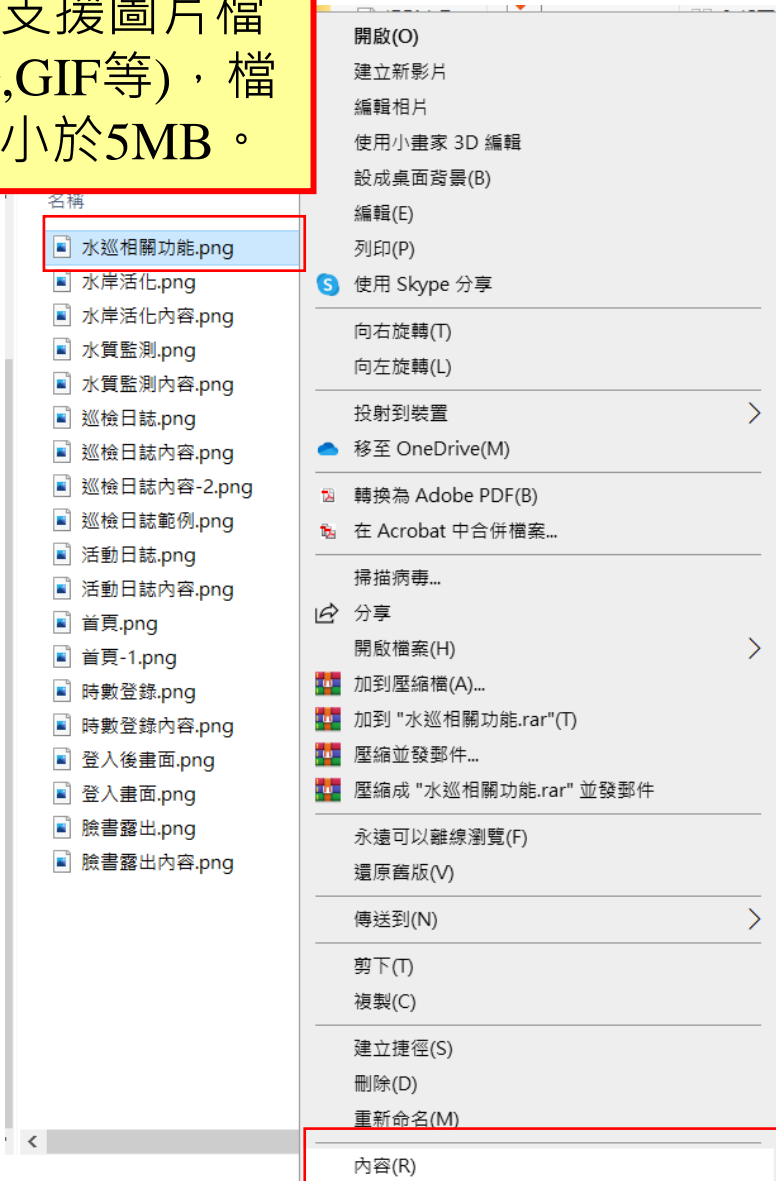 支援圖片檔
,GIF等)，檔
小於5MB。
名稱
水巡相關功能.png
水岸活化.png
水岸活化內容.png
水質監測.png
水質監測內容.png
巡檢日誌.png
巡檢日誌內容.png
巡檢日誌內容-2.png
巡檢日誌範例.png
活動日誌.png
活動日誌內容.png
首頁.png
首頁-1.png
時數登錄.png
時數登錄內容.png
登入後畫面.png
登入畫面.png
臉書露出.png
臉書露出內容.png
開啟(O)
建立新影片
編輯相片
使用小畫家 3D 編輯
設成桌面背景(B)
編輯(E)
列印(P)
使用 Skype 分享
向右旋轉(T)
向左旋轉(L)
投射到裝置
移至 OneDrive(M)
轉換為 Adobe PDF(B)
在 Acrobat 中合併檔案...
掃描病毒...
分享
開啟檔案(H)
加到壓縮檔(A)...
加到 "水巡相關功能.rar"(T)
壓縮並發郵件...
壓縮成 "水巡相關功能.rar" 並發郵件
永遠可以離線瀏覽(F)
還原舊版(V)
傳送到(N)
剪下(T)
複製(C)
建立捷徑(S)
刪除(D)
重新命名(M)
內容(R)